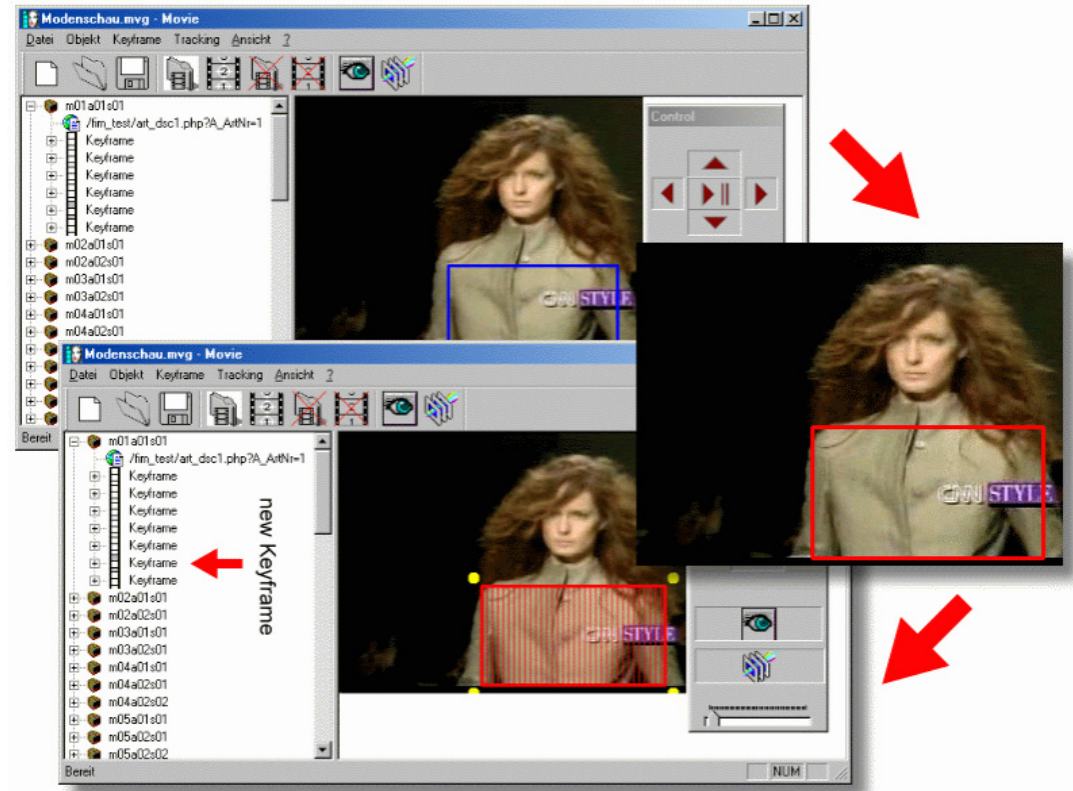 Modenschau.mvg - Movie
Datei Objekt Keyframe Tracking Ansicht ?
m01a01s01
/fim_test/art_dsc1.php?A_ArtNr=1
Keyframe
Keyframe
Keyframe
Keyframe
Keyframe
Keyframe
m02a01s01
m02a02s01
m03a01s01
m03a02s01
m04a01s01
m04a02s01
Bereit
Control
CNN STYLE
Modenschau.mvg - Movie
Datei Objekt Keyframe Tracking Ansicht ?
m01a01s01
/fim_test/art_dsc1.php?A_ArtNr=1
Keyframe
Keyframe
Keyframe
Keyframe
Keyframe
Keyframe
Keyframe
m02a01s01
m02a02s01
m03a01s01
m03a02s01
m04a01s01
m04a02s01
m04a02s02
m05a01s01
m05a02s01
m05a02s02
Bereit
new Keyframe
CNN STYLE
NUM
CNN STYLE